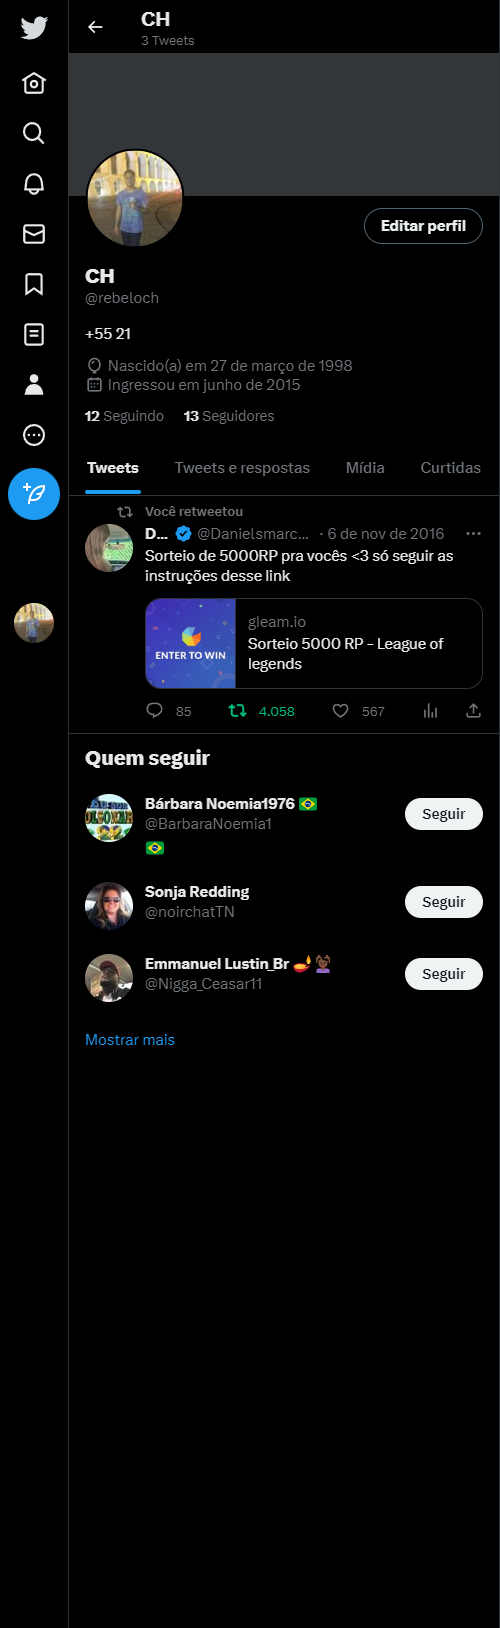 CH
3 Tweets
Editar perfil
CH
@rebeloch
+55 21
Nascido(a) em 27 de março de 1998
Ingressou em junho de 2015
12 Seguindo 13 Seguidores
Tweets Tweets e respostas Mídia Curtidas
Você retweetou
D... @Danielsmarc... · 6 de nov de 2016
Sorteio de 5000RP pra vocês <3 só seguir as
instruções desse link
ENTER TO WIN
gleam.io
Sorteio 5000 RP - League of
legends
85 4.058 567
Quem seguir
Bárbara Noemia1976 🇧🇷
@BarbaraNoemia1
🇧🇷
Seguir
Sonja Redding
@noirchatTN
Seguir
Emmanuel Lustin_Br 🪔💆🏿
@Nigga_Ceasar11
Seguir
Mostrar mais